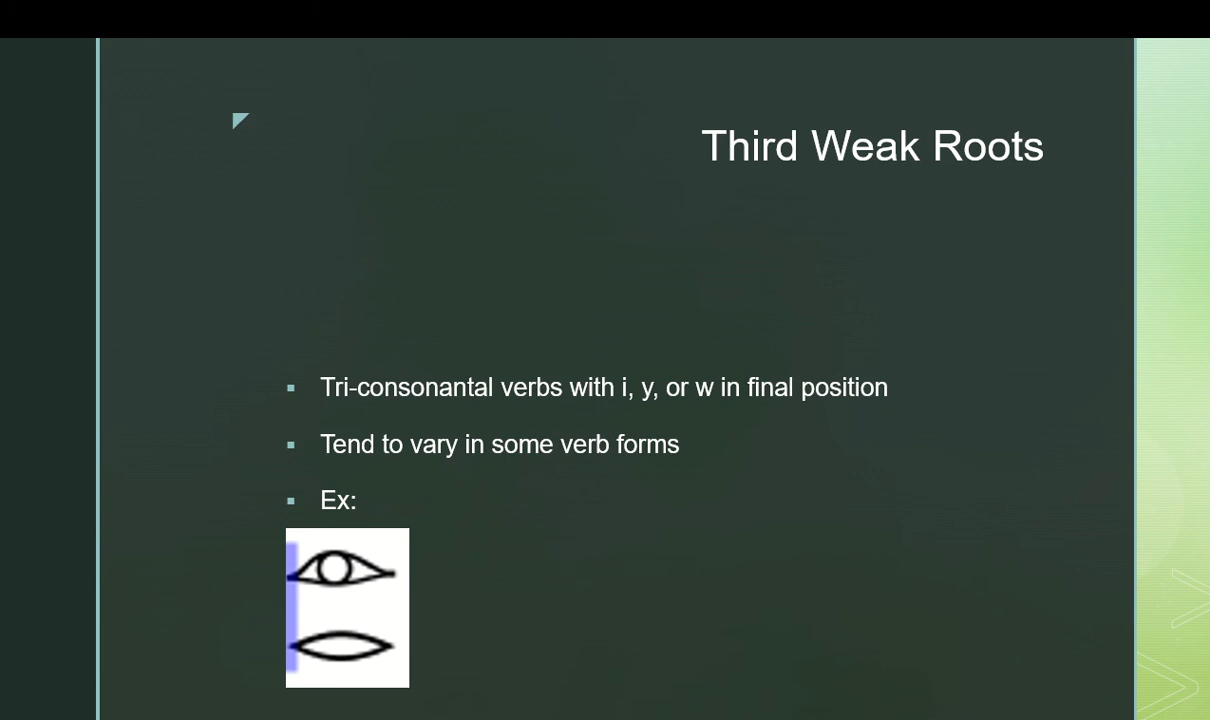 Third Weak Roots
Tri-consonantal verbs with i, y, or w in final position
Tend to vary in some verb forms
Ex:
𓁹
𓂋